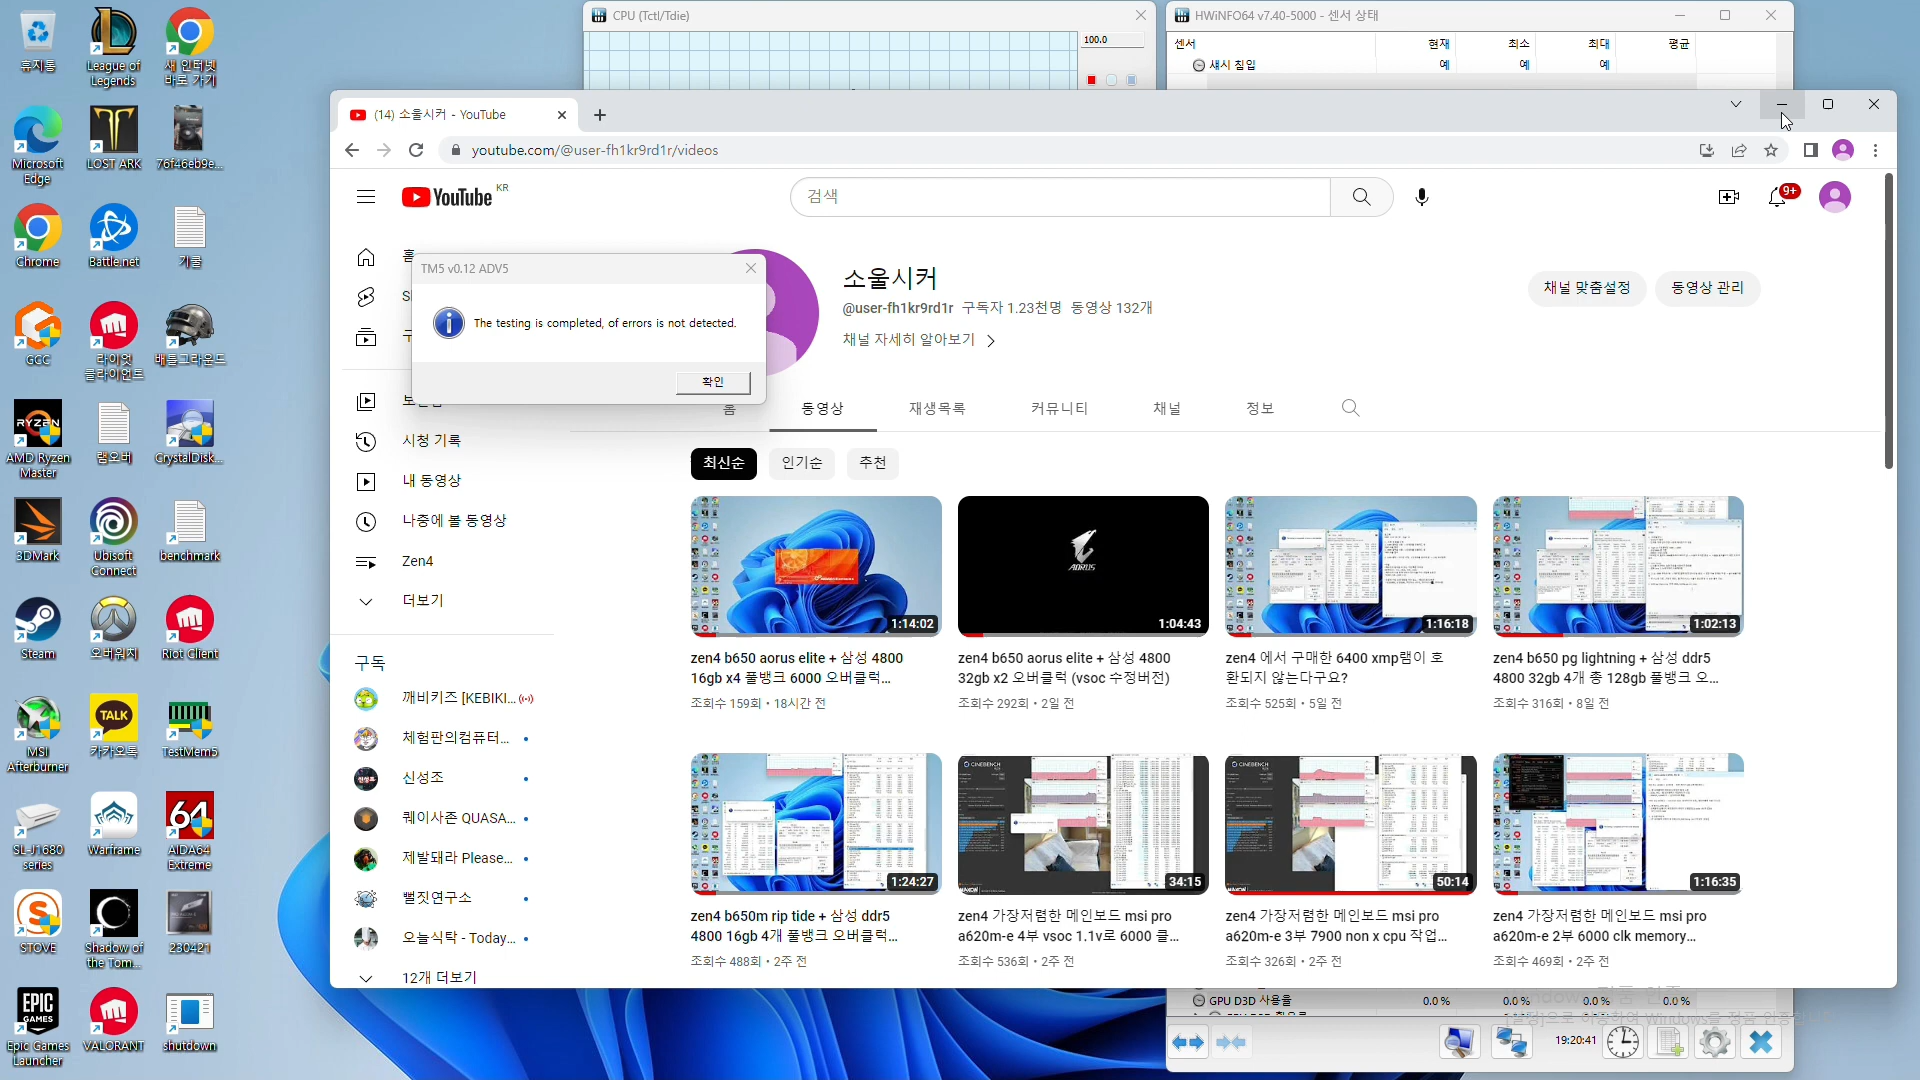 휴지통
League of
Legends
새 인터넷
바로 가기
Microsoft
Edge
LOST ARK
76f46eb9e...
Chrome
Battle.net
기쿨
GCC
라이엇
클라이언트
배틀그라운드
AMD Ryzen
Master
램오버
CrystalDisk...
3DMark
Ubisoft
Connect
benchmark
Steam
오버워치
Riot Client
MSI
Afterburner
카카오톡
TestMem5
SL-J1680
series
Warframe
AIDA64
Extreme
STOVE
Shadow of
the Tom...
230421
Epic Games
Launcher
VALORANT
shutdown
CPU (Tctl/Tdie)
100.0
HWiNFO64 v7.40-5000 - 센서 상태
센서 현재 최소 최대 평균
섀시 침입 예 예 예
(14) 소울시커 - YouTube
youtube.com/@user-fh1kr9rd1r/videos
YouTube KR
검색
9+
TM5 v0.12 ADV5
The testing is completed, of errors is not detected.
확인
소울시커
@user-fh1kr9rd1r 구독자 1.23천명 동영상 132개
채널 자세히 알아보기
채널 맞춤설정
동영상 관리
홈 동영상 재생목록 커뮤니티 채널 정보
시청 기록
내 동영상
나중에 볼 동영상
Zen4
더보기
구독
깨비키즈 [KEBIKI...
체험판의컴퓨터...
신성조
퀘이사존 QUASA...
제발돼라 Please...
뻘짓연구소
오늘식탁 - Today...
12개 더보기
최신순 인기순 추천
1:14:02
zen4 b650 aorus elite + 삼성 4800
16gb x4 풀뱅크 6000 오버클럭...
조회수 159회 • 18시간 전
AORUS
1:04:43
zen4 b650 aorus elite + 삼성 4800
32gb x2 오버클럭 (vsoc 수정버전)
조회수 292회 • 2일 전
1:16:18
zen4 에서 구매한 6400 xmp램이 호
환되지 않는다구요?
조회수 525회 • 5일 전
1:02:13
zen4 b650 pg lightning + 삼성 ddr5
4800 32gb 4개 총 128gb 풀뱅크 오...
조회수 316회 • 8일 전
1:24:27
zen4 b650m rip tide + 삼성 ddr5
4800 16gb 4개 풀뱅크 오버클럭...
조회수 488회 • 2주 전
CINEBENCH
34:15
zen4 가장저렴한 메인보드 msi pro
a620m-e 4부 vsoc 1.1v로 6000 클...
조회수 536회 • 2주 전
CINEBENCH
50:14
zen4 가장저렴한 메인보드 msi pro
a620m-e 3부 7900 non x cpu 작업...
조회수 326회 • 2주 전
1:16:35
zen4 가장저렴한 메인보드 msi pro
a620m-e 2부 6000 clk memory...
조회수 469회 • 2주 전
GPU D3D 사용율 0.0 % 0.0 % 0.0 % 0.0 %
19:20:41